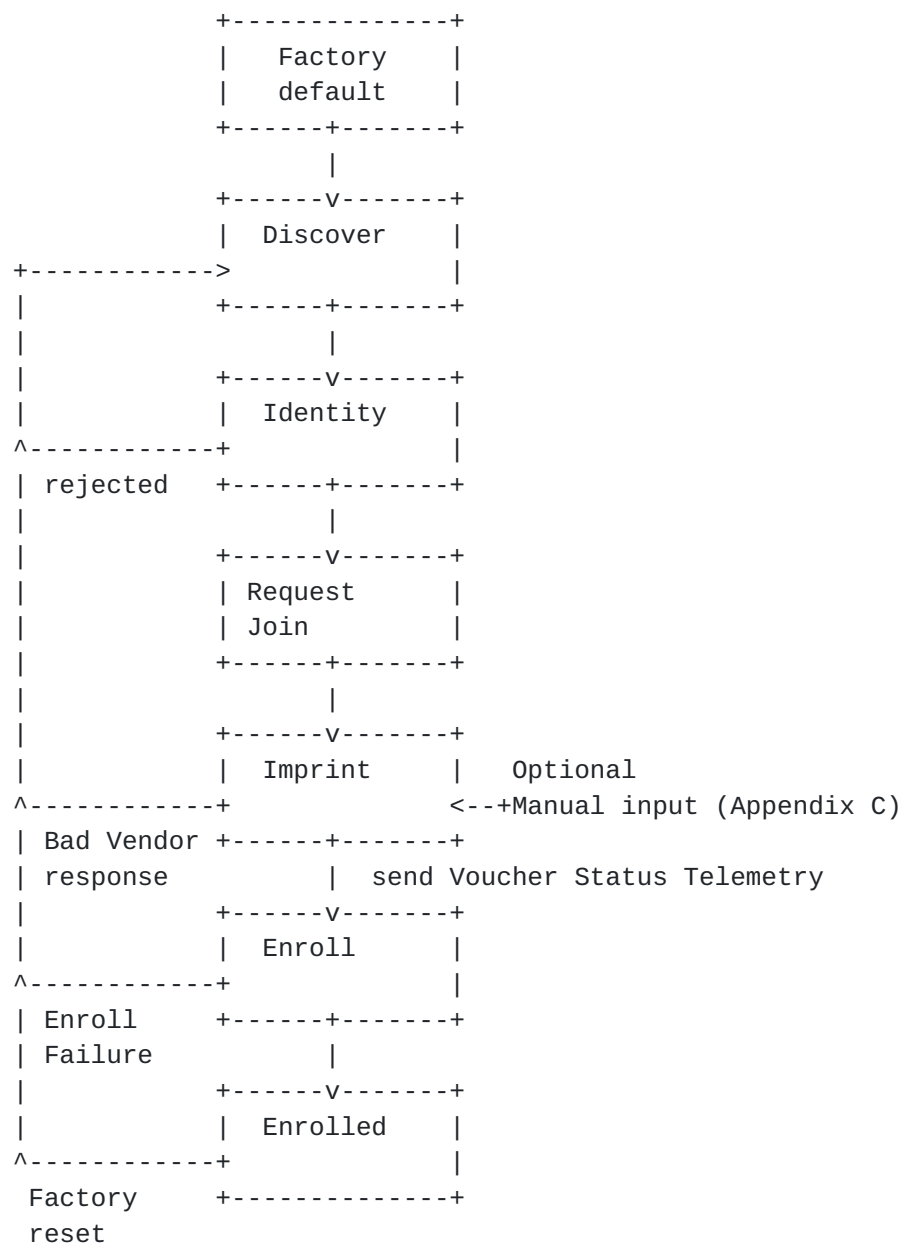 Factory
default
Discover
Identity
rejected
Request
Join
Imprint Optional
Manual input (Appendix C)
Bad Vendor
response send Voucher Status Telemetry
Enroll
Enroll
Failure
Enrolled
Factory
reset